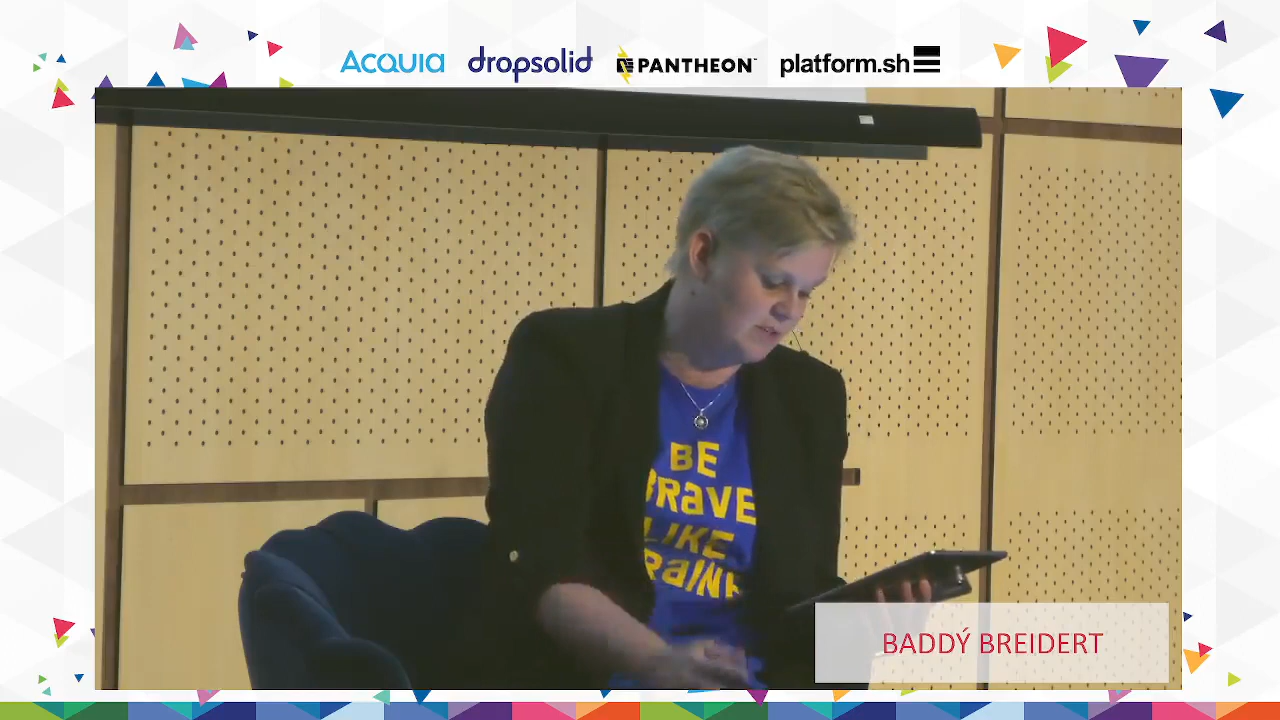 ACQUIA dropsolid PANTHEON platform.sh
BE
BRAVE
LIKE
BADDÝ BREIDERT